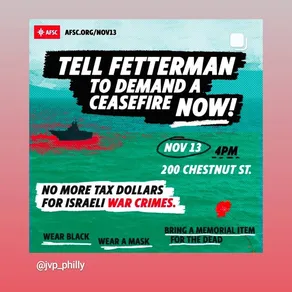 AFSC
AFSC.ORG/NOV13
TELL FETTERMAN
TO DEMAND A
CEASEFIRE NOW!
NOV 13 4PM
200 CHESTNUT ST.
NO MORE TAX DOLLARS
FOR ISRAELI WAR CRIMES.
WEAR BLACK
WEAR A MASK
BRING A MEMORIAL ITEM
FOR THE DEAD
@jvp_philly